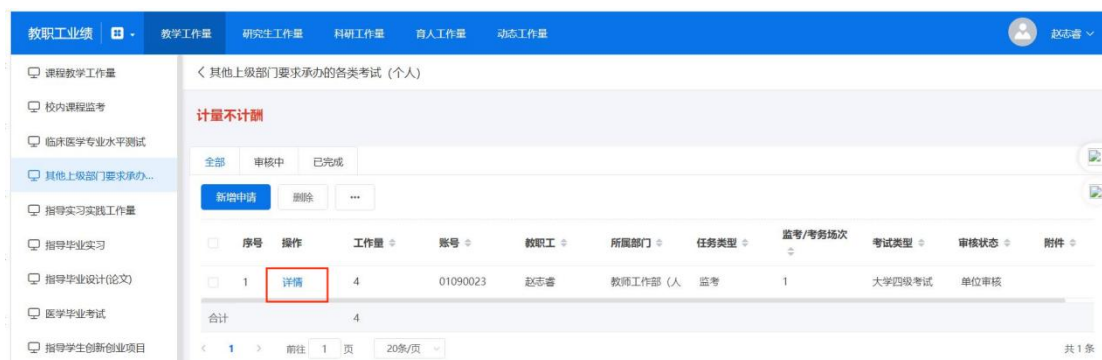 教职工业绩 教学工作量 研究生工作量 科研工作量 育人工作量 动态工作量 赵志睿
课程教学工作量
校内课程监考
临床医学专业水平测试
其他上级部门要求承办...
指导实习实践工作量
指导毕业实习
指导毕业设计(论文)
医学毕业考试
指导学生创新创业项目
其他上级部门要求承办的各类考试（个人）
计量不计酬
全部 审核中 已完成
新增申请 删除 ...
序号 操作 工作量 账号 教职工 所属部门 任务类型 监考/考务场次 考试类型 审核状态 附件
1 详情 4 01090023 赵志睿 教师工作部（人 监考 1 大学四级考试 单位审核
合计 4
1 前往 1 页 20条/页 共 1 条